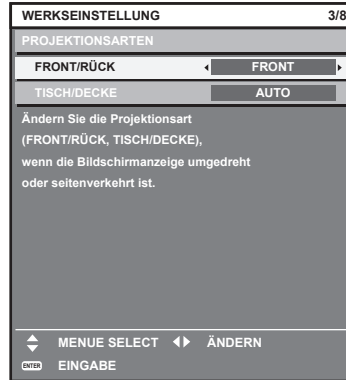 WERKSEINSTELLUNG 3/8
PROJEKTIONSARTEN
FRONT/RÜCK FRONT
TISCH/DECKE AUTO
Ändern Sie die Projektionsart
(FRONT/RÜCK, TISCH/DECKE),
wenn die Bildschirmanzeige umgedreht
oder seitenverkehrt ist.
MENUE SELECT ÄNDERN
ENTER EINGABE